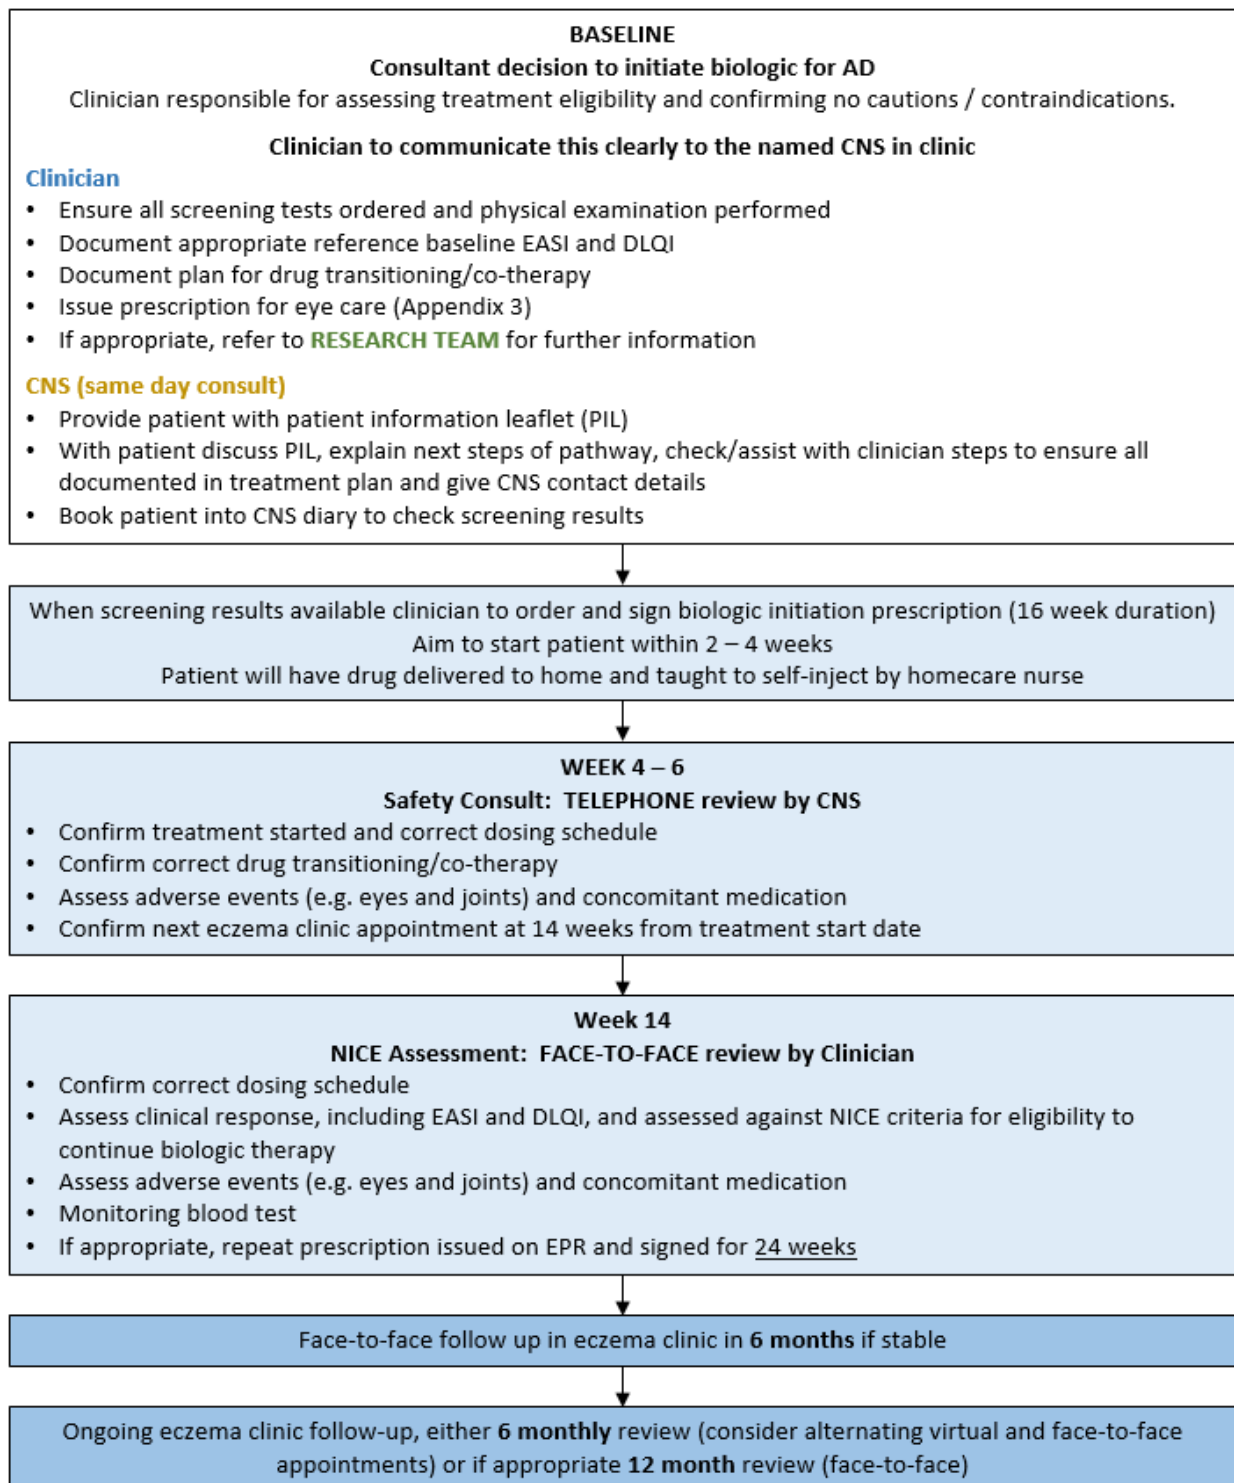 BASELINE
Consultant decision to initiate biologic for AD
Clinician responsible for assessing treatment eligibility and confirming no cautions / contraindications.
Clinician to communicate this clearly to the named CNS in clinic
Clinician
• Ensure all screening tests ordered and physical examination performed
• Document appropriate reference baseline EASI and DLQI
• Document plan for drug transitioning/co-therapy
• Issue prescription for eye care (Appendix 3)
• If appropriate, refer to RESEARCH TEAM for further information
CNS (same day consult)
• Provide patient with patient information leaflet (PIL)
• With patient discuss PIL, explain next steps of pathway, check/assist with clinician steps to ensure all
documented in treatment plan and give CNS contact details
• Book patient into CNS diary to check screening results
When screening results available clinician to order and sign biologic initiation prescription (16 week duration)
Aim to start patient within 2 – 4 weeks
Patient will have drug delivered to home and taught to self-inject by homecare nurse
WEEK 4 – 6
Safety Consult: TELEPHONE review by CNS
• Confirm treatment started and correct dosing schedule
• Confirm correct drug transitioning/co-therapy
• Assess adverse events (e.g. eyes and joints) and concomitant medication
• Confirm next eczema clinic appointment at 14 weeks from treatment start date
Week 14
NICE Assessment: FACE-TO-FACE review by Clinician
• Confirm correct dosing schedule
• Assess clinical response, including EASI and DLQI, and assessed against NICE criteria for eligibility to
continue biologic therapy
• Assess adverse events (e.g. eyes and joints) and concomitant medication
• Monitoring blood test
• If appropriate, repeat prescription issued on EPR and signed for 24 weeks
Face-to-face follow up in eczema clinic in 6 months if stable
Ongoing eczema clinic follow-up, either 6 monthly review (consider alternating virtual and face-to-face
appointments) or if appropriate 12 month review (face-to-face)